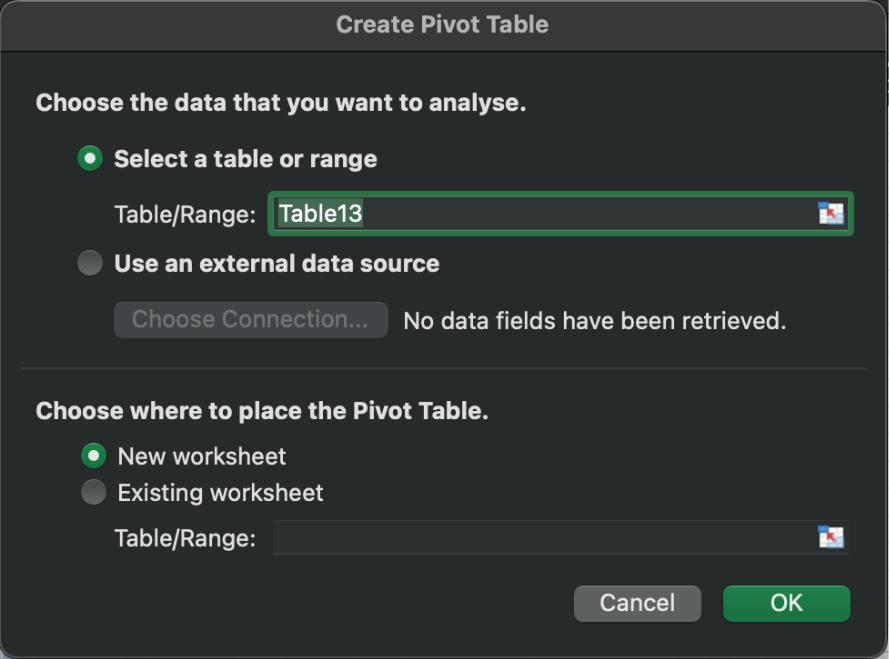 Create Pivot Table
Choose the data that you want to analyse.
Select a table or range
Table/Range: Table13
Use an external data source
Choose Connection... No data fields have been retrieved.
Choose where to place the Pivot Table.
New worksheet
Existing worksheet
Table/Range:
Cancel OK